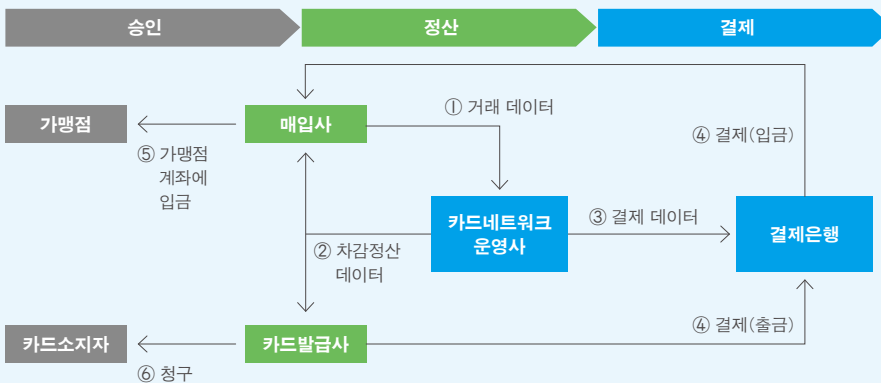 승인
정산
결제
가맹점
매입사
① 거래 데이터
④ 결제(입금)
⑤ 가맹점
계좌에
입금
카드네트워크
운영사
③ 결제 데이터
결제은행
② 차감정산
데이터
카드소지자
카드발급사
④ 결제(출금)
⑥ 청구